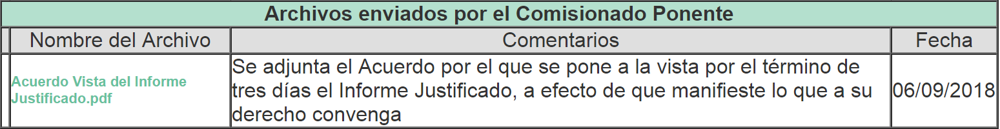 Archivos enviados por el Comisionado Ponente
Nombre del Archivo
Comentarios
Fecha
Acuerdo Vista del Informe
Justificado.pdf
Se adjunta el Acuerdo por el que se pone a la vista por el término de
tres días el Informe Justificado, a efecto de que manifieste lo que a su
derecho convenga
06/09/2018